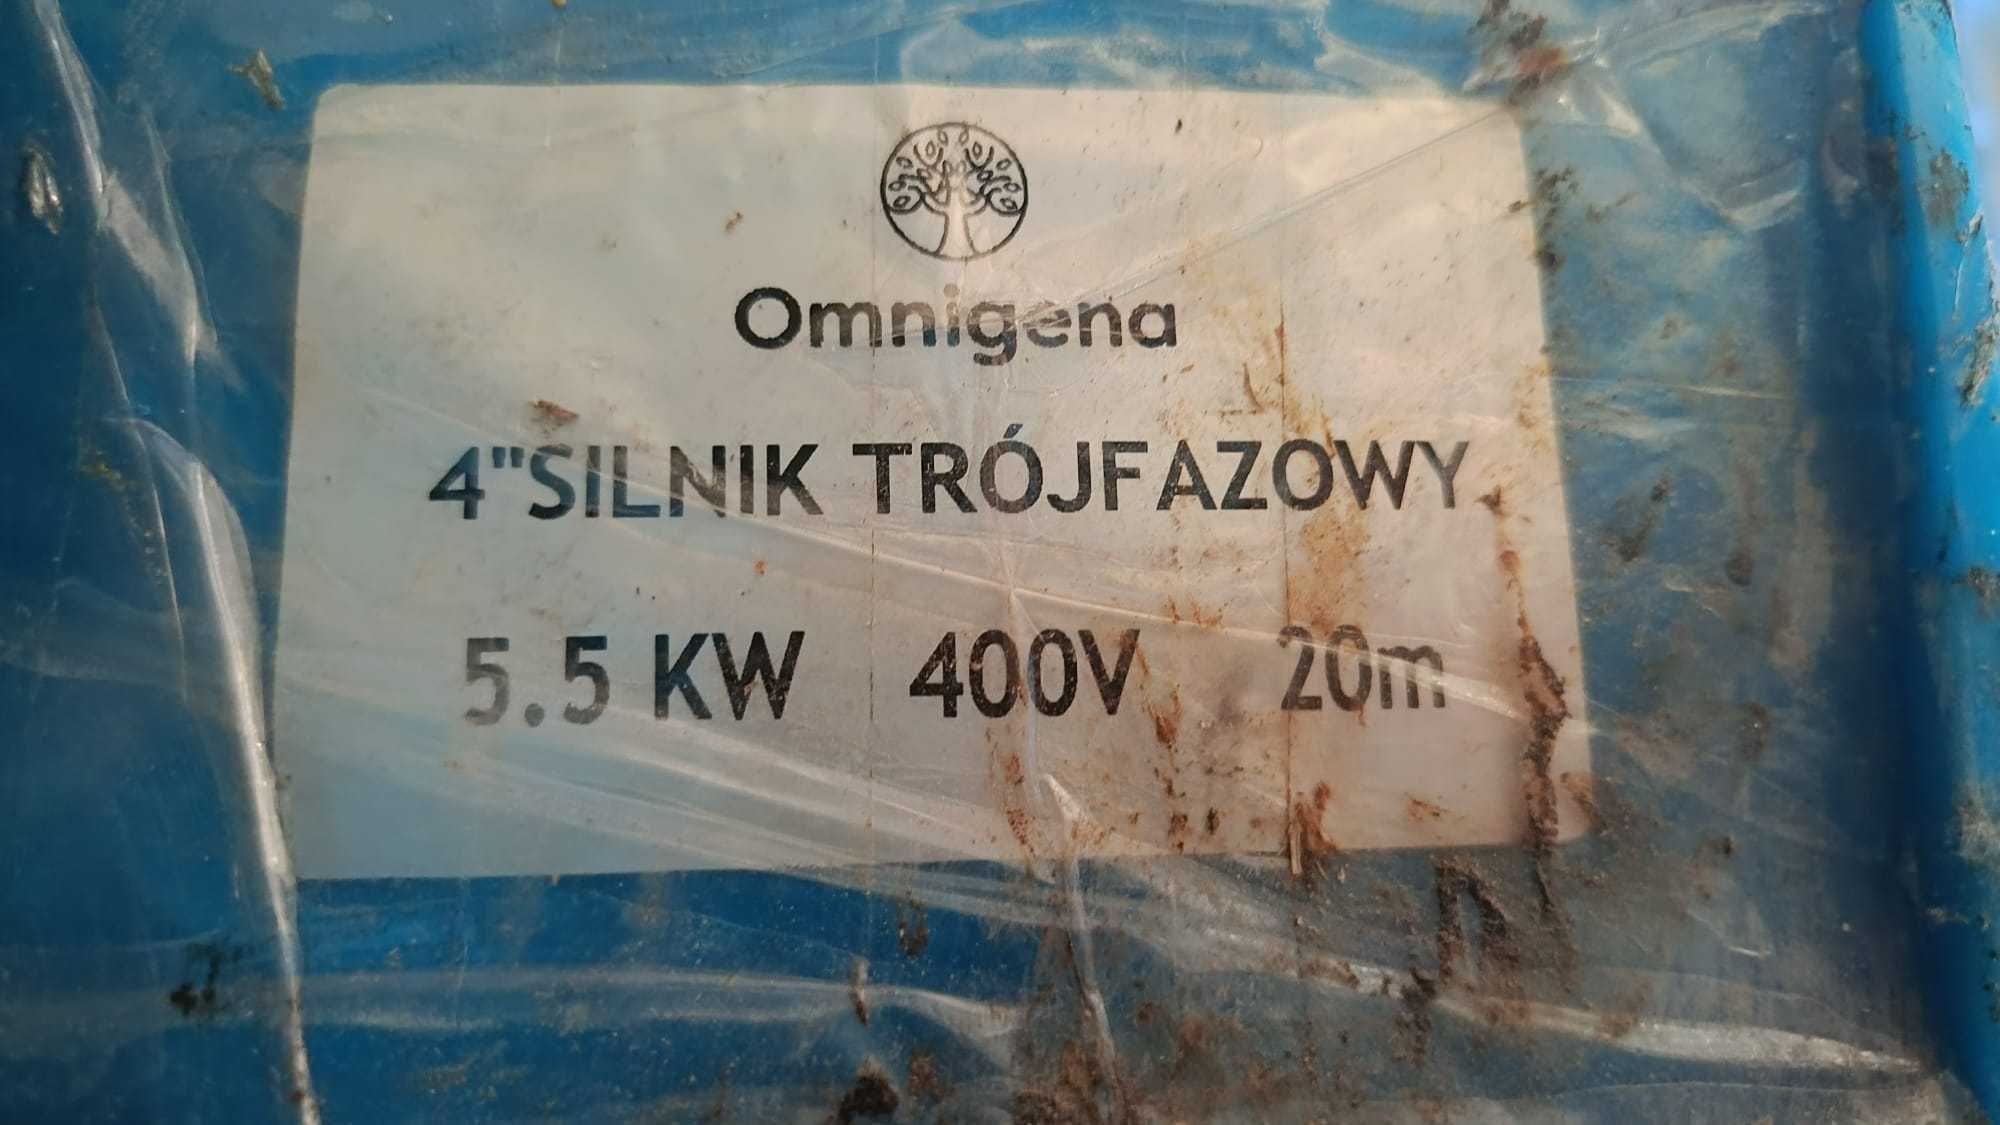 Omnigena
4"SILNIK TRÓJFAZOWY
5.5 KW 400V 20m